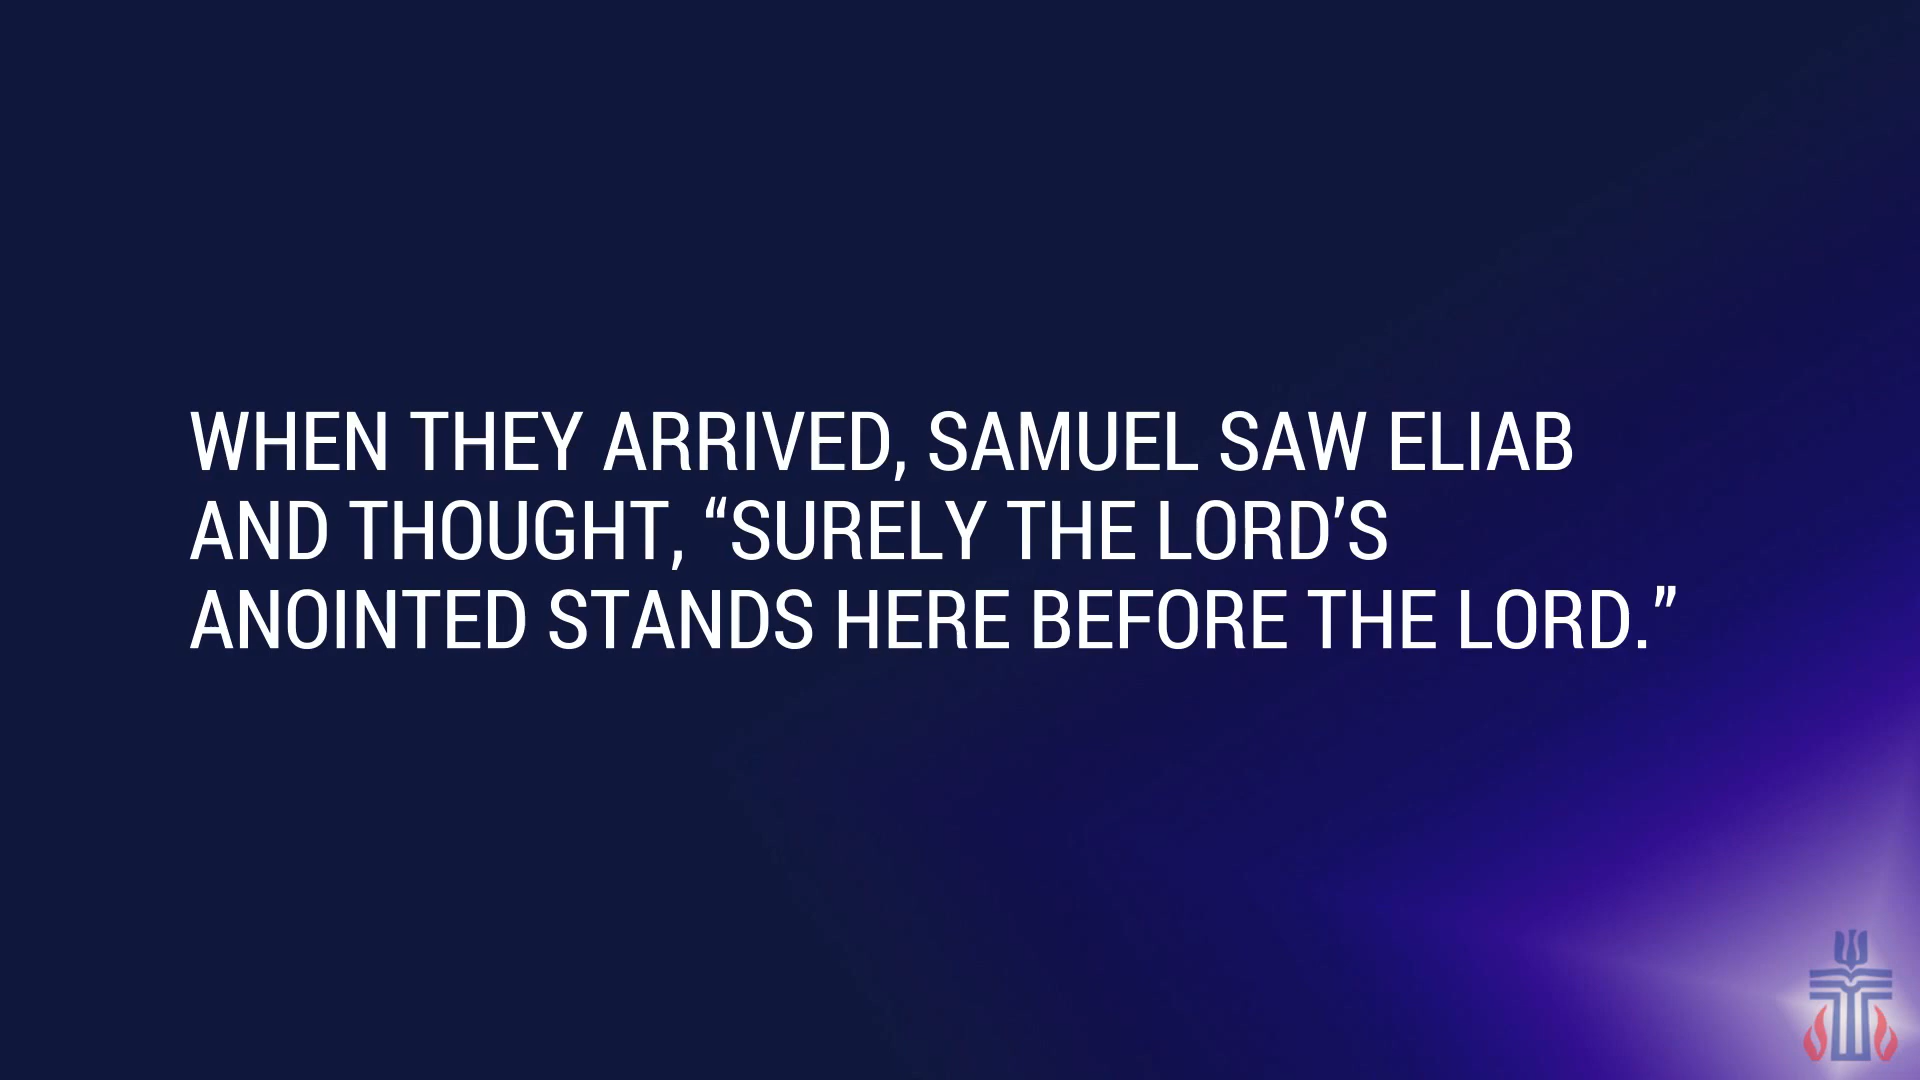 WHEN THEY ARRIVED, SAMUEL SAW ELIAB
AND THOUGHT, “SURELY THE LORD’S
ANOINTED STANDS HERE BEFORE THE LORD.”